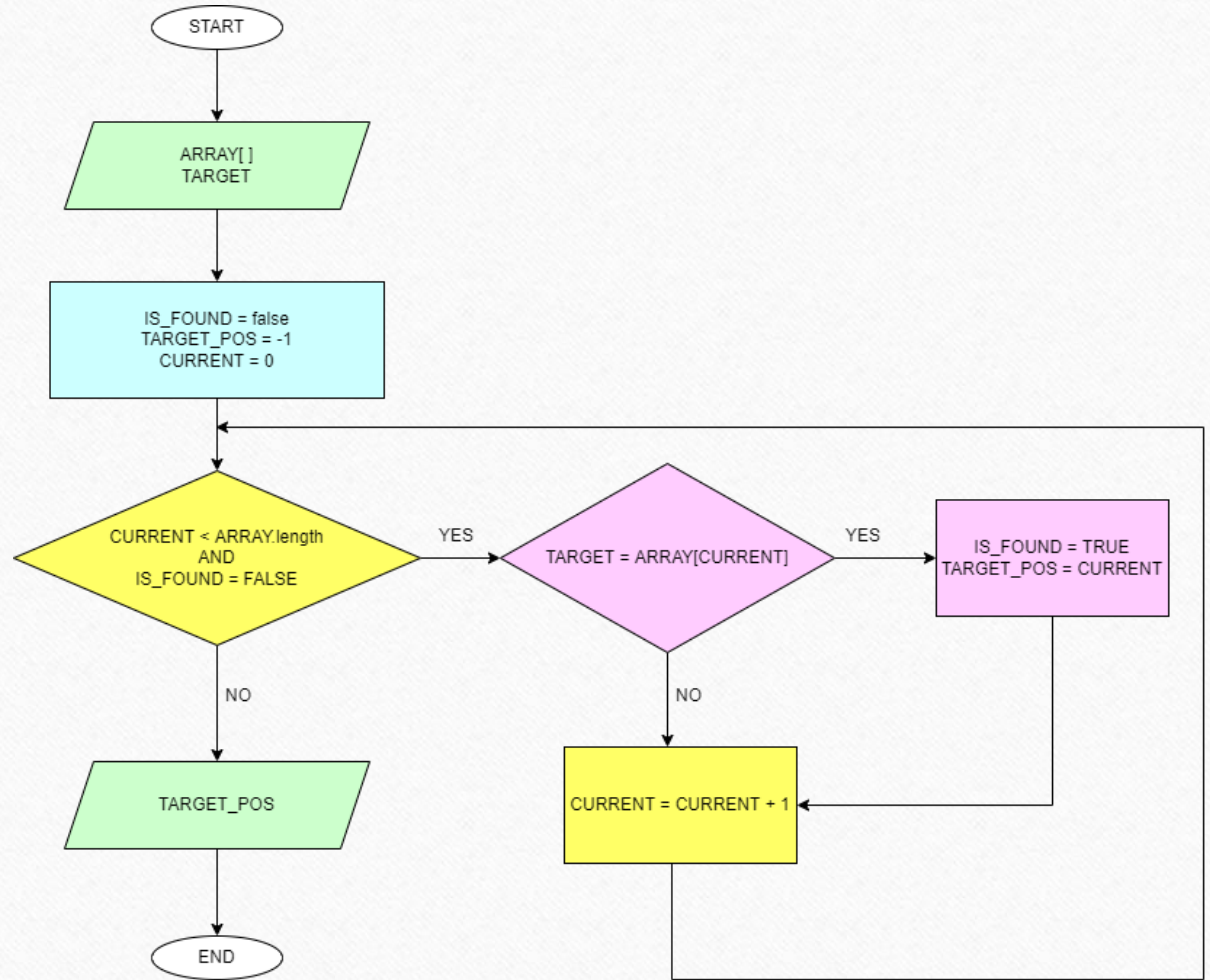 START
ARRAY[ ]
TARGET
IS_FOUND = false
TARGET_POS = -1
CURRENT = 0
CURRENT < ARRAY.length
AND
IS_FOUND = FALSE
YES
TARGET = ARRAY[CURRENT]
YES
IS_FOUND = TRUE
TARGET_POS = CURRENT
NO
NO
TARGET_POS
CURRENT = CURRENT + 1
END